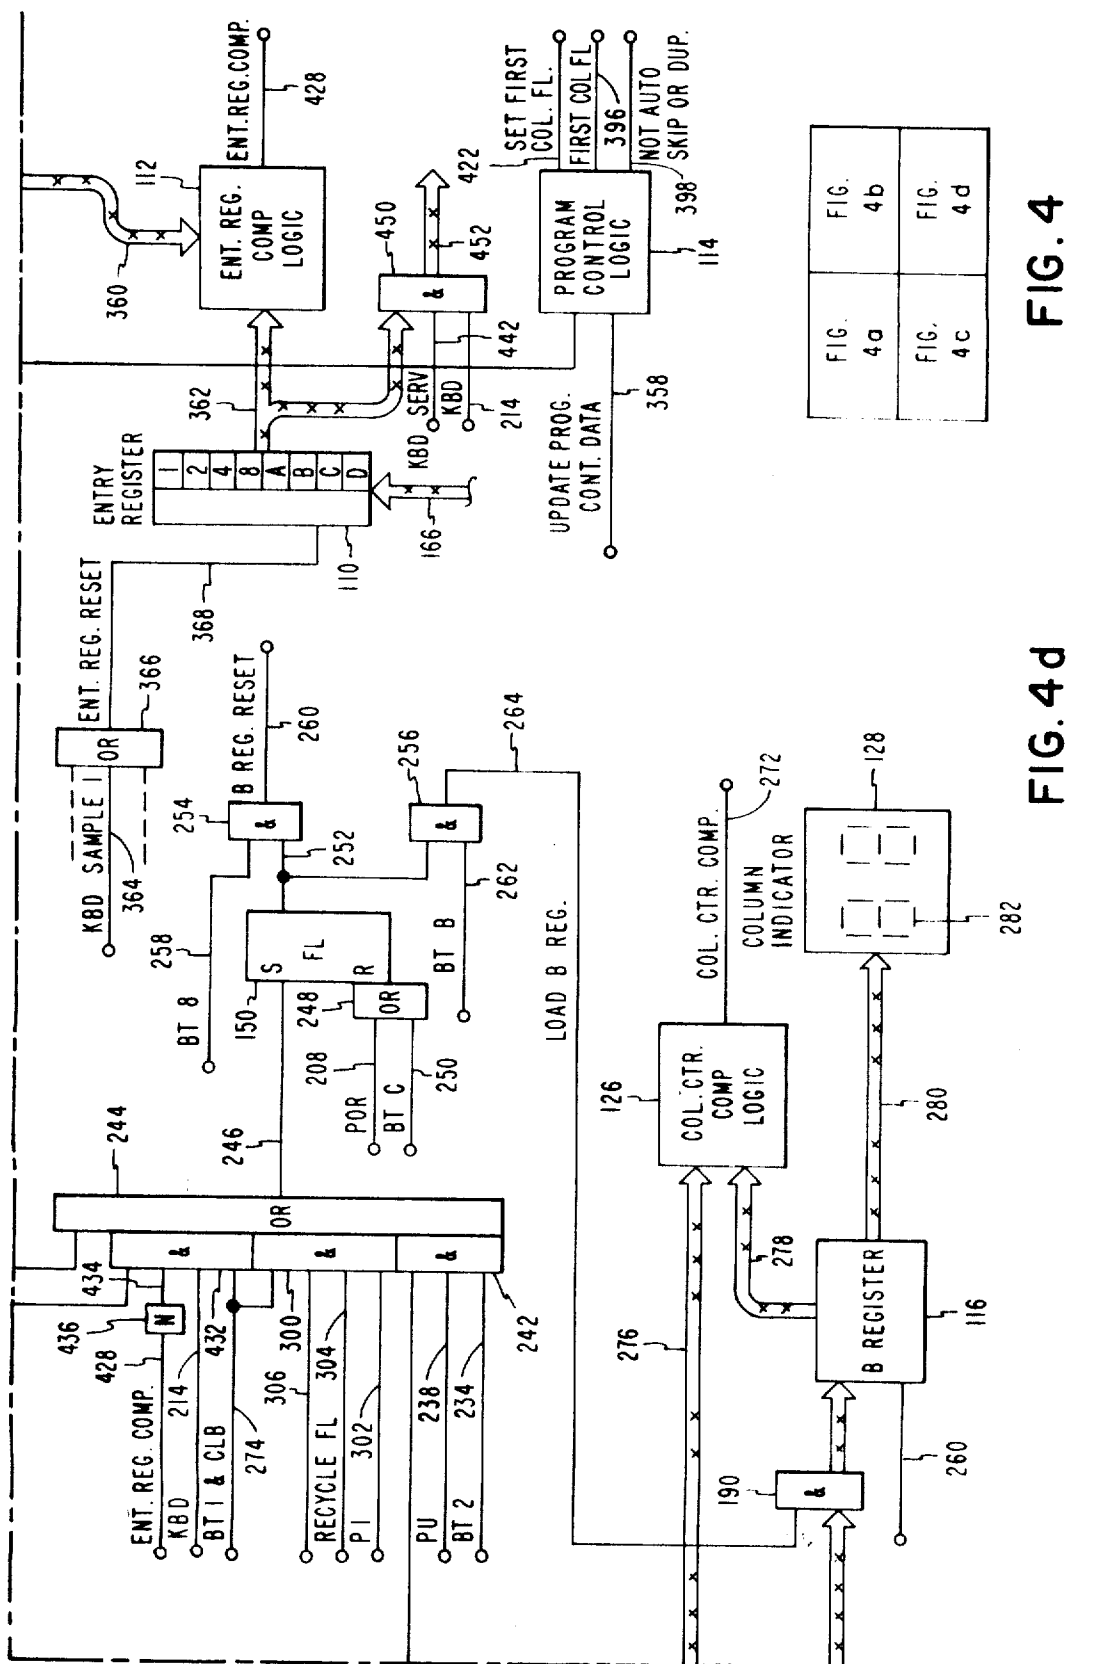 ENT. REG. COMP.
428
436
434
KBD
214
BT 1 & CLB
274
432
300
306
RECYCLE FL
304
P1
302
PU
238
BT 2
234
242
&
&
&
N
OR
244
246
KBD SAMPLE 1
364
OR
366
ENT. REG. RESET
368
BT 8
258
150
S
FL
R
248
OR
POR
208
BT C
250
252
254
&
B REG. RESET
260
256
&
BT B
262
264
LOAD B REG.
ENTRY
REGISTER
1
2
4
8
A
B
C
D
110
166
362
360
112
ENT. REG.
COMP
LOGIC
ENT. REG. COMP.
428
KBD SERV
442
KBD
214
450
&
452
UPDATE PROG.
CONT. DATA
358
PROGRAM
CONTROL
LOGIC
114
422
SET FIRST
COL. FL.
FIRST COL FL
396
NOT AUTO
SKIP OR DUP.
398
276
190
&
260
B REGISTER
116
278
280
126
COL. CTR.
COMP
LOGIC
COL. CTR. COMP.
272
COLUMN
INDICATOR
128
282
FIG.
4a
FIG.
4b
FIG.
4c
FIG.
4d
FIG. 4
FIG. 4d